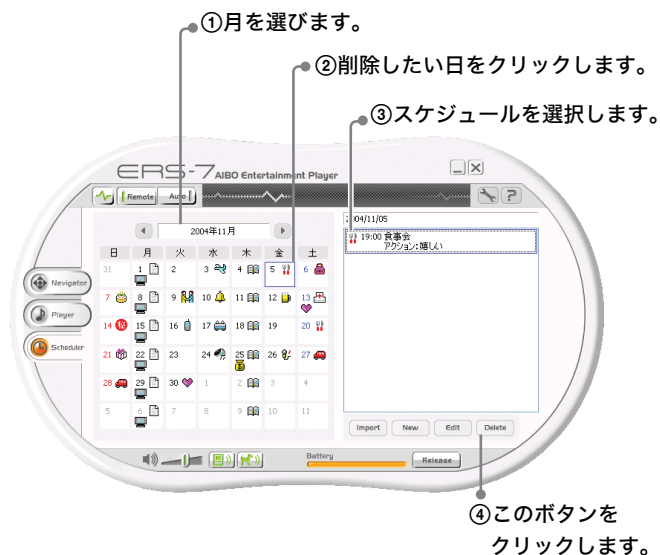 ①月を選びます。
②削除したい日をクリックします。
③スケジュールを選択します。
ERS-7 AIBO Entertainment Player
Remote Auto
2004年11月
2004/11/05
日 月 火 水 木 金 土
19:00 食事会
アクション:嬉しい
31 1 2 3 4 5 6
Navigator
7 8 9 10 11 12 13
Player
14 15 16 17 18 19 20
Scheduler
21 22 23 24 25 26 27
28 29 30 1 2 3 4
5 6 7 8 9 10 11
Import New Edit Delete
Battery
Release
④このボタンを
クリックします。